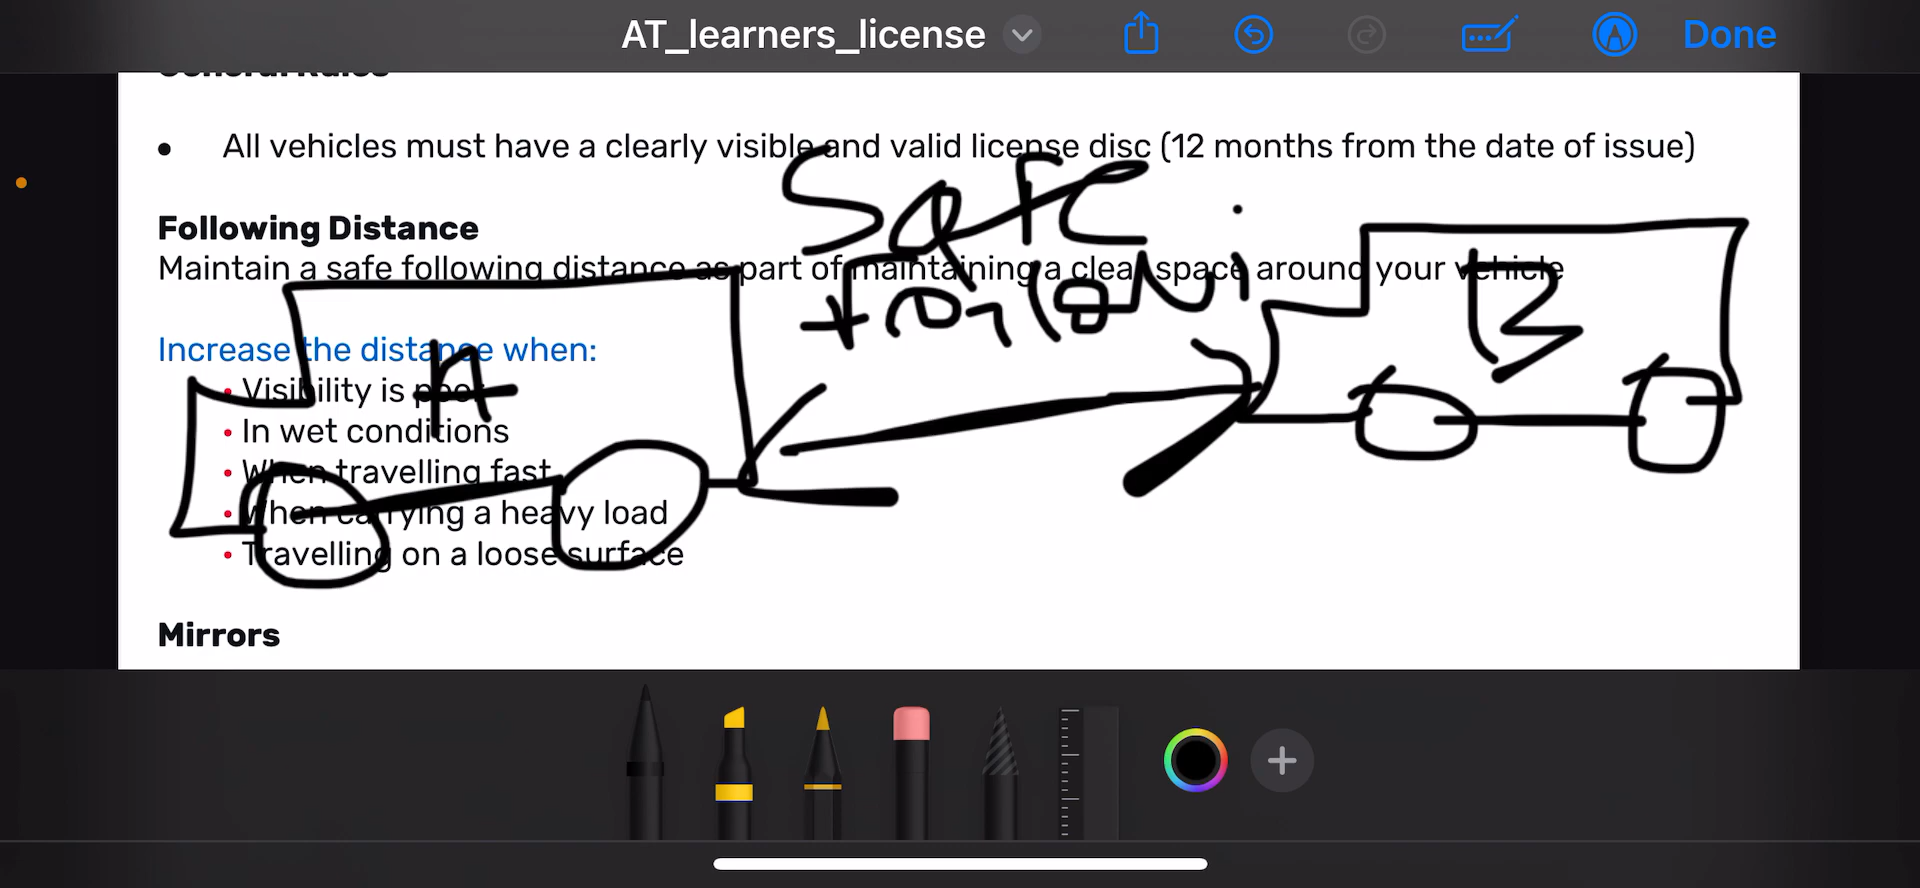 AT_learners_license
Done
General Rules
• All vehicles must have a clearly visible and valid license disc (12 months from the date of issue)
Safe
Following Distance
Maintain a safe following distance as part of maintaining a clear space around your vehicle
B
Increase the distance when:
A
• Visibility is poor
• In wet conditions
• When travelling fast
• When carrying a heavy load
• Travelling on a loose surface
Mirrors